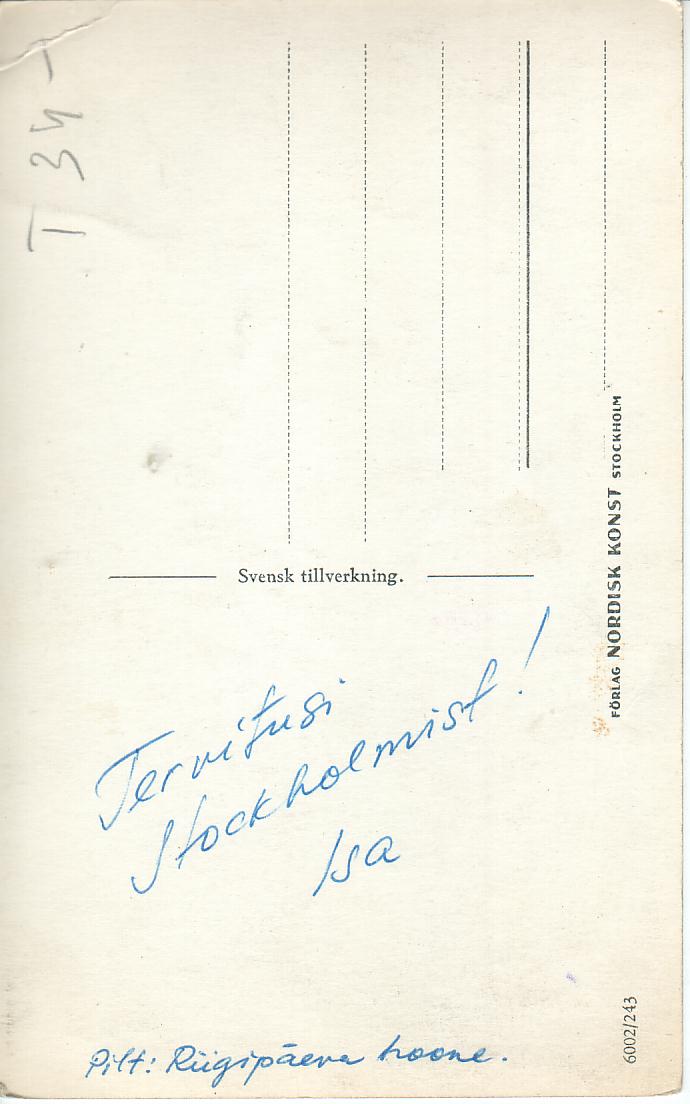 T 34 -
Svensk tillverkning.
FÖRLAG NORDISK KONST STOCKHOLM
Tervitusi
Stockholmist!
Isa
6002/243
Pilt: Riigipäeva hoone.